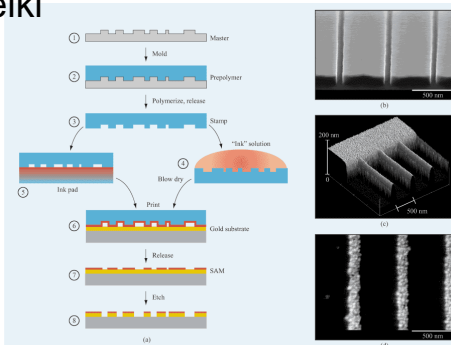 1
Master
Mold
2
Prepolymer
Polymerize, release
3
Stamp
"Ink" solution
4
5
Ink pad
Blow dry
Print
6
Gold substrate
Release
7
SAM
Etch
8
(a)
500 nm
(b)
200 nm
0
500 nm
(c)
500 nm